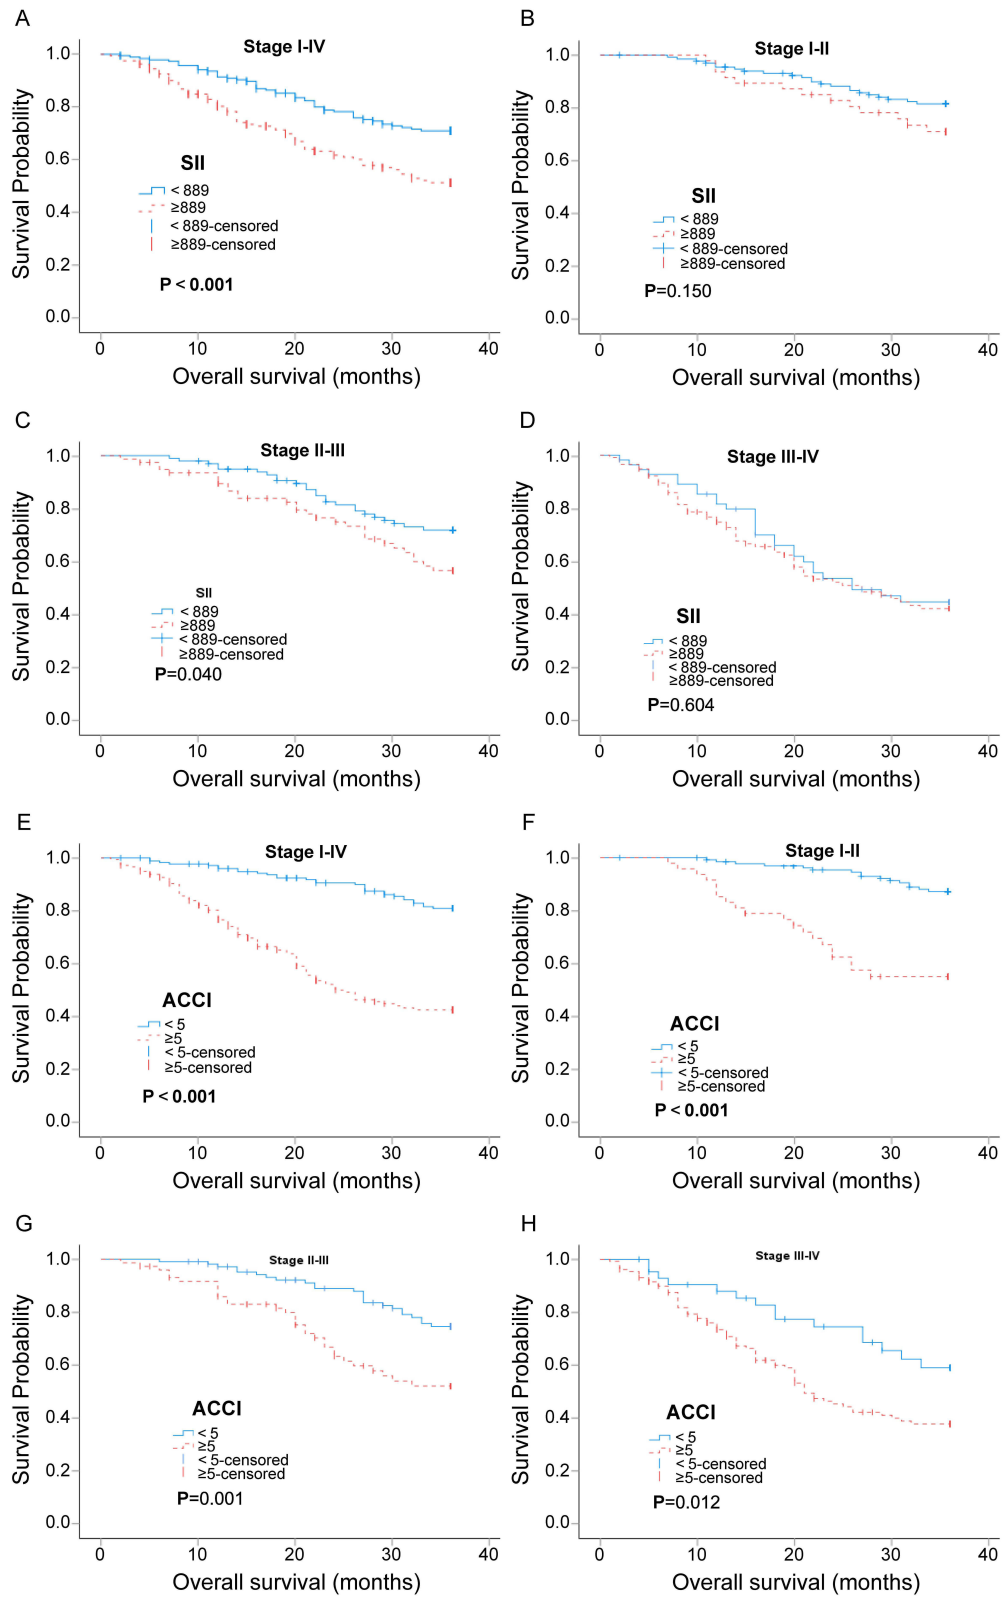 A
Stage I-IV
Survival Probability
1.0
0.8
0.6
0.4
0.2
0.0
SII
< 889
≥889
< 889-censored
≥889-censored
P < 0.001
0 10 20 30 40
Overall survival (months)
B
Stage I-II
Survival Probability
1.0
0.8
0.6
0.4
0.2
0.0
SII
< 889
≥889
< 889-censored
≥889-censored
P=0.150
0 10 20 30 40
Overall survival (months)
C
Stage II-III
Survival Probability
1.0
0.8
0.6
0.4
0.2
0.0
SII
< 889
≥889
< 889-censored
≥889-censored
P=0.040
0 10 20 30 40
Overall survival (months)
D
Stage III-IV
Survival Probability
1.0
0.8
0.6
0.4
0.2
0.0
SII
< 889
≥889
< 889-censored
≥889-censored
P=0.604
0 10 20 30 40
Overall survival (months)
E
Stage I-IV
Survival Probability
1.0
0.8
0.6
0.4
0.2
0.0
ACCI
< 5
≥5
< 5-censored
≥5-censored
P < 0.001
0 10 20 30 40
Overall survival (months)
F
Stage I-II
Survival Probability
1.0
0.8
0.6
0.4
0.2
0.0
ACCI
< 5
≥5
< 5-censored
≥5-censored
P < 0.001
0 10 20 30 40
Overall survival (months)
G
Stage II-III
Survival Probability
1.0
0.8
0.6
0.4
0.2
0.0
ACCI
< 5
≥5
< 5-censored
≥5-censored
P=0.001
0 10 20 30 40
Overall survival (months)
H
Stage III-IV
Survival Probability
1.0
0.8
0.6
0.4
0.2
0.0
ACCI
< 5
≥5
< 5-censored
≥5-censored
P=0.012
0 10 20 30 40
Overall survival (months)